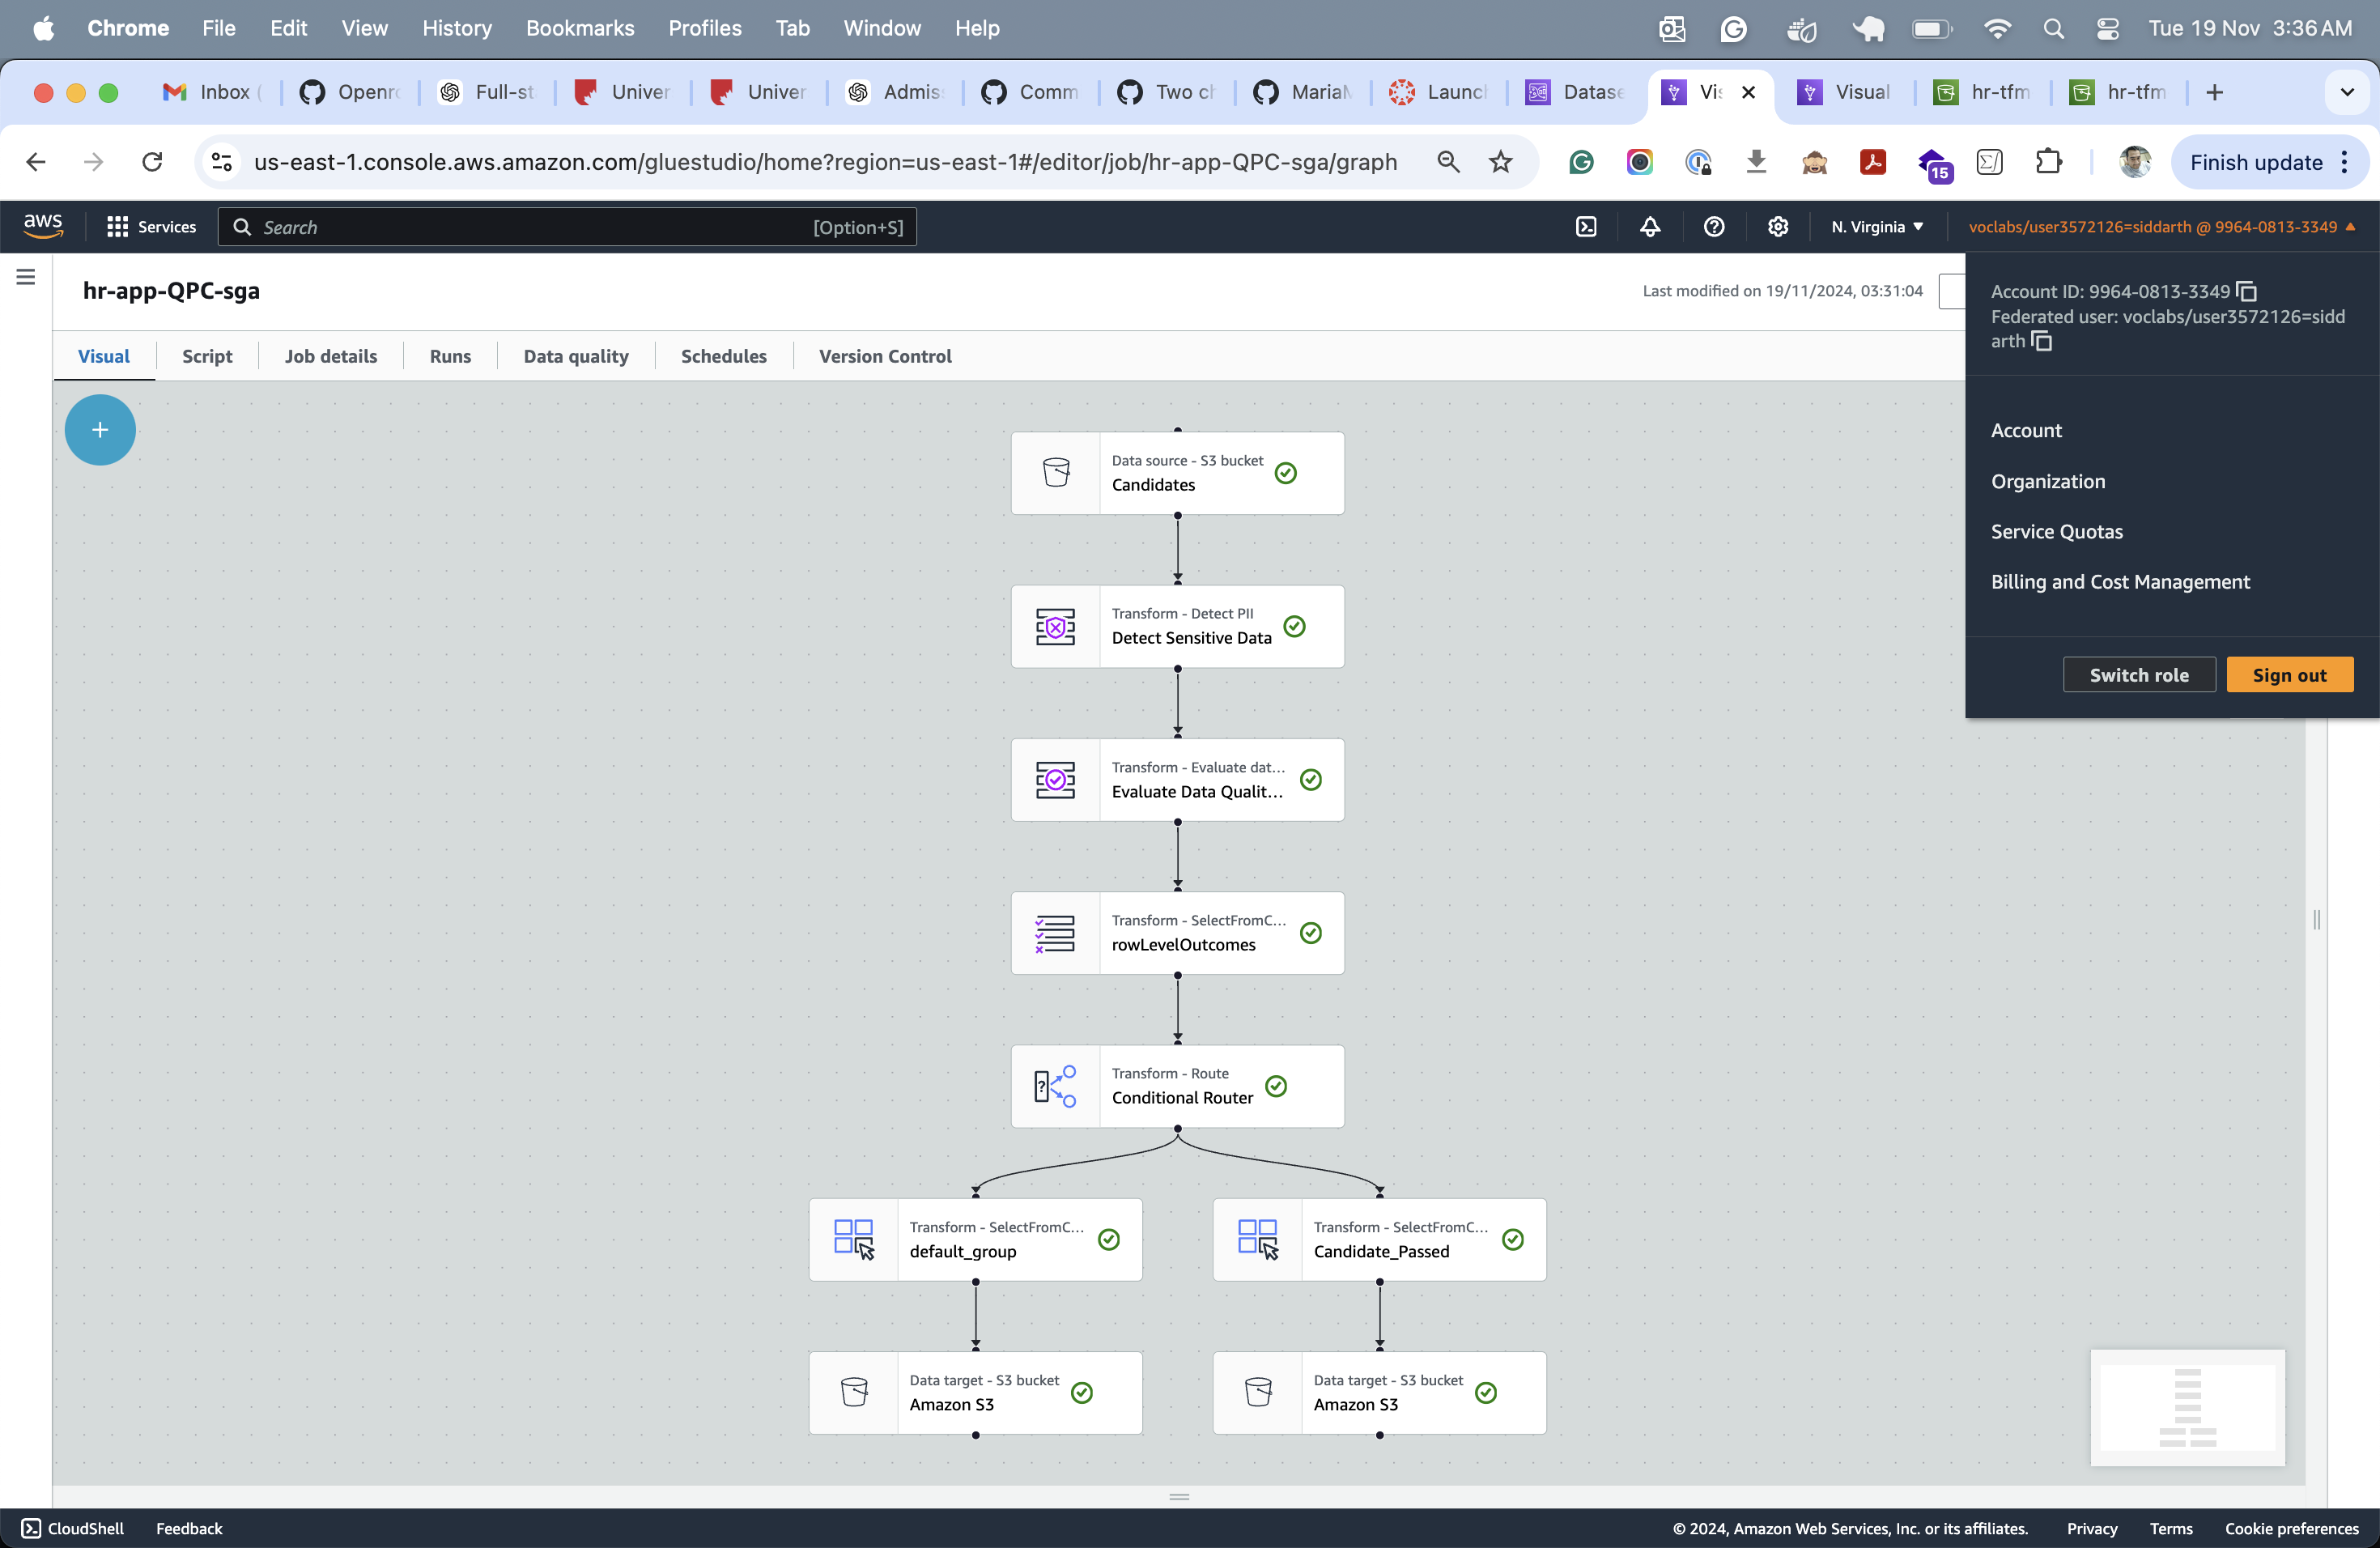 Chrome File Edit View History Bookmarks Profiles Tab Window Help Tue 19 Nov 3:36 AM
Inbox ( Openr Full-st Univer Univer Admis Comm Two ch Maria Launc Datase Vis Visual hr-tfm hr-tfm
us-east-1.console.aws.amazon.com/gluestudio/home?region=us-east-1#/editor/job/hr-app-QPC-sga/graph 15 Finish update
aws Services Search [Option+S] N. Virginia voclabs/user3572126=siddarth @ 9964-0813-3349
hr-app-QPC-sga
Last modified on 19/11/2024, 03:31:04
Account ID: 9964-0813-3349
Federated user: voclabs/user3572126=sidd
arth
Visual Script Job details Runs Data quality Schedules Version Control
Account
Organization
Service Quotas
Billing and Cost Management
Switch role Sign out
Data source - S3 bucket
Candidates
Transform - Detect PII
Detect Sensitive Data
Transform - Evaluate dat...
Evaluate Data Qualit...
Transform - SelectFromC...
rowLevelOutcomes
Transform - Route
Conditional Router
Transform - SelectFromC...
default_group
Transform - SelectFromC...
Candidate_Passed
Data target - S3 bucket
Amazon S3
Data target - S3 bucket
Amazon S3
CloudShell Feedback © 2024, Amazon Web Services, Inc. or its affiliates. Privacy Terms Cookie preferences